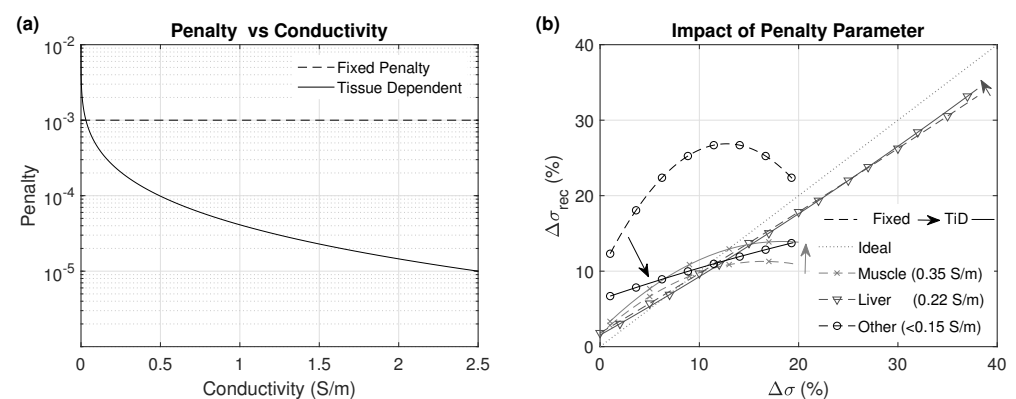 (a)
Penalty vs Conductivity
10^-2
10^-3
10^-4
10^-5
Penalty
Fixed Penalty
Tissue Dependent
0 0.5 1 1.5 2 2.5
Conductivity (S/m)
(b)
Impact of Penalty Parameter
40
30
20
10
0
Δσ_rec (%)
Fixed TiD
Ideal
Muscle (0.35 S/m)
Liver (0.22 S/m)
Other (<0.15 S/m)
0 10 20 30 40
Δσ (%)